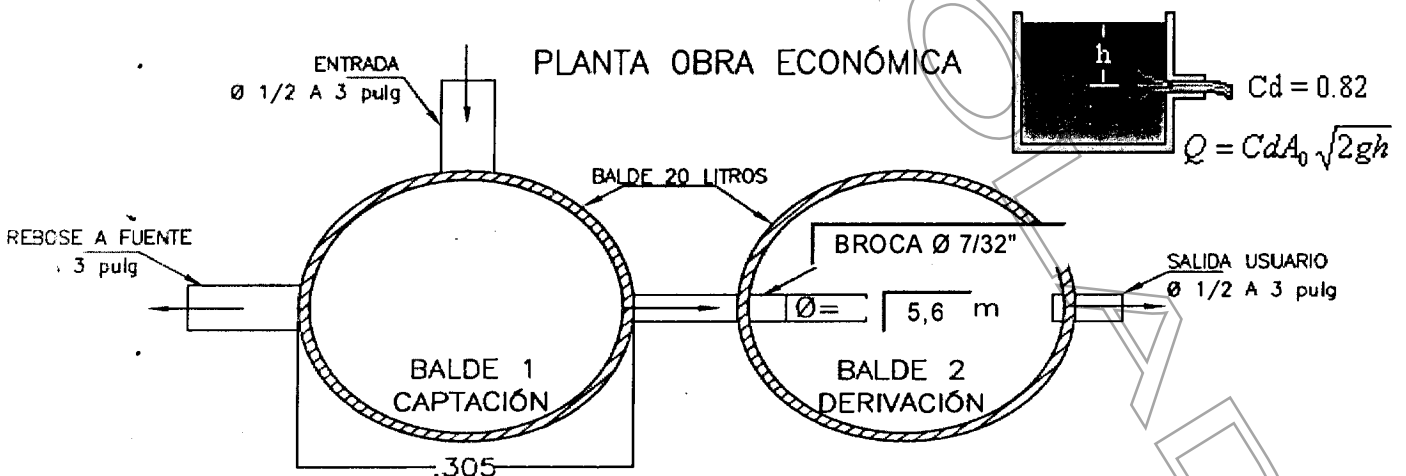 PLANTA OBRA ECONÓMICA
ENTRADA
Ø 1/2 A 3 pulg
h
Cd = 0.82
Q = CdA₀ √2gh
BALDE 20 LITROS
REBOSE A FUENTE
3 pulg
BROCA Ø 7/32"
Ø= 5,6 m
SALIDA USUARIO
Ø 1/2 A 3 pulg
BALDE 1
CAPTACIÓN
BALDE 2
DERIVACIÓN
.305